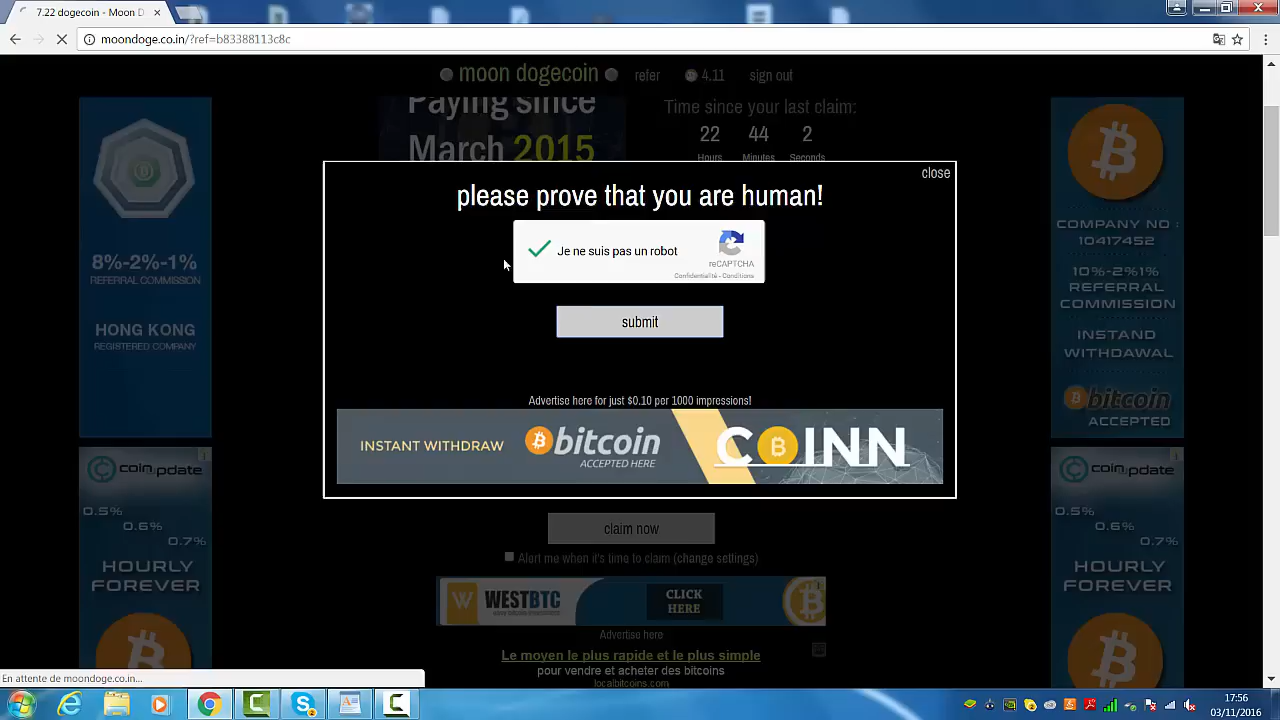 7.22 dogecoin - Moon D
moondoge.co.in/?ref=b83388113c8c
moon dogecoin
refer
4.11
sign out
Paying since
March 2015
Time since your last claim:
22 44 2
Hours Minutes Seconds
close
please prove that you are human!
Je ne suis pas un robot
reCAPTCHA
Confidentialité - Conditions
submit
Advertise here for just $0.10 per 1000 impressions!
INSTANT WITHDRAW
bitcoin
ACCEPTED HERE
COINN
claim now
Alert me when it's time to claim (change settings)
WESTBTC
CLICK
HERE
Advertise here
Le moyen le plus rapide et le plus simple
pour vendre et acheter des bitcoins
localbitcoins.com
8%-2%-1%
REFERRAL COMMISSION
HONG KONG
REGISTERED COMPANY
0.5%
0.6%
0.7%
HOURLY
FOREVER
COMPANY NO :
10417452
10%-2%1%
REFERRAL
COMMISSION
INSTAND
WITHDAWAL
bitcoin
ACCEPTED
0.5%
0.6%
0.7%
HOURLY
FOREVER
En attente de moondoge.co.in...
17:56
03/11/2016